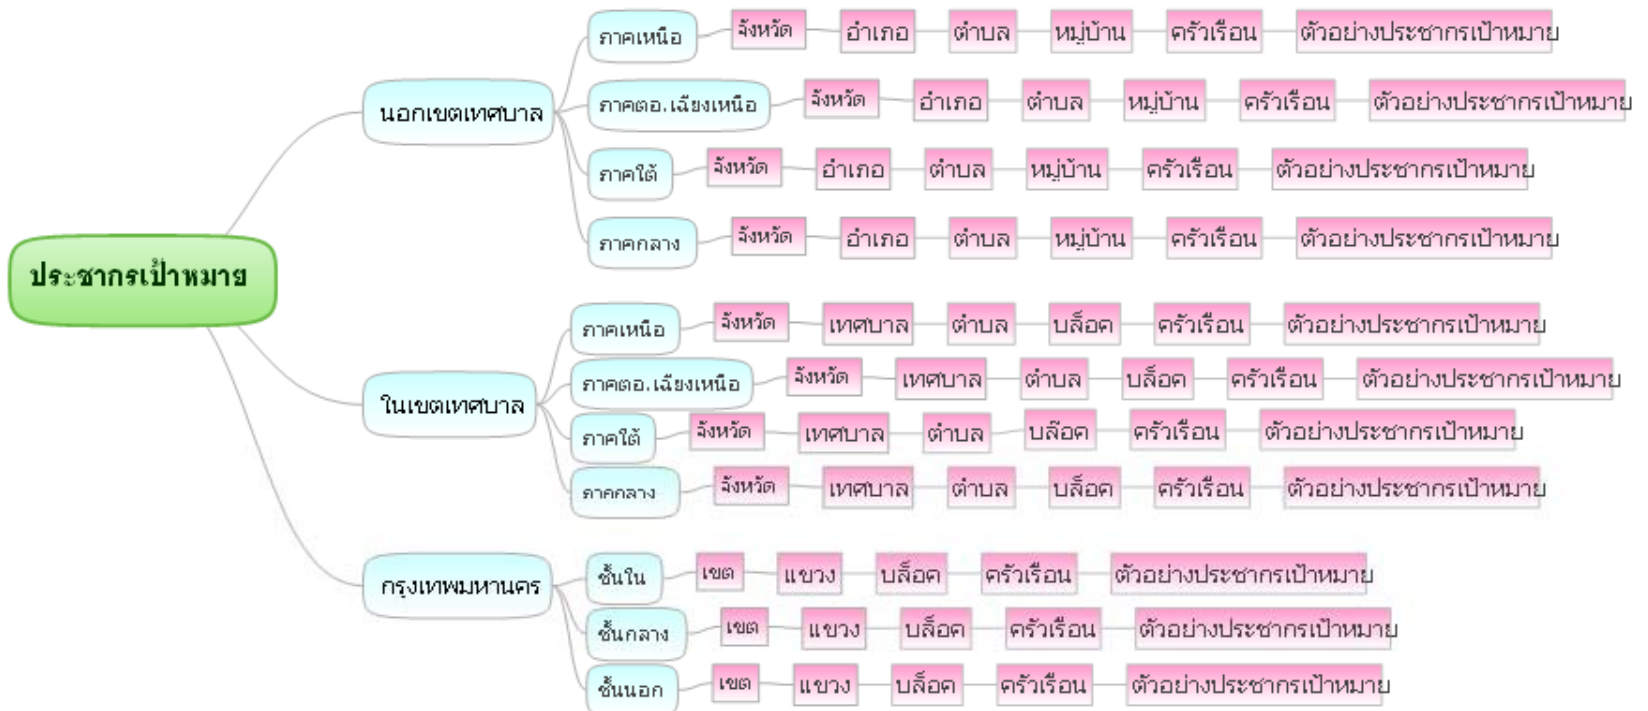 ประชากรเป้าหมาย
นอกเขตเทศบาล
ภาคเหนือ จังหวัด อำเภอ ตำบล หมู่บ้าน ครัวเรือน ตัวอย่างประชากรเป้าหมาย
ภาคตอ.เฉียงเหนือ จังหวัด อำเภอ ตำบล หมู่บ้าน ครัวเรือน ตัวอย่างประชากรเป้าหมาย
ภาคใต้ จังหวัด อำเภอ ตำบล หมู่บ้าน ครัวเรือน ตัวอย่างประชากรเป้าหมาย
ภาคกลาง จังหวัด อำเภอ ตำบล หมู่บ้าน ครัวเรือน ตัวอย่างประชากรเป้าหมาย
ในเขตเทศบาล
ภาคเหนือ จังหวัด เทศบาล ตำบล บล็อค ครัวเรือน ตัวอย่างประชากรเป้าหมาย
ภาคตอ.เฉียงเหนือ จังหวัด เทศบาล ตำบล บล็อค ครัวเรือน ตัวอย่างประชากรเป้าหมาย
ภาคใต้ จังหวัด เทศบาล ตำบล บล๊อค ครัวเรือน ตัวอย่างประชากรเป้าหมาย
ภาคกลาง จังหวัด เทศบาล ตำบล บล็อค ครัวเรือน ตัวอย่างประชากรเป้าหมาย
กรุงเทพมหานคร
ชั้นใน เขต แขวง บล็อค ครัวเรือน ตัวอย่างประชากรเป้าหมาย
ชั้นกลาง เขต แขวง บล็อค ครัวเรือน ตัวอย่างประชากรเป้าหมาย
ชั้นนอก เขต แขวง บล็อค ครัวเรือน ตัวอย่างประชากรเป้าหมาย